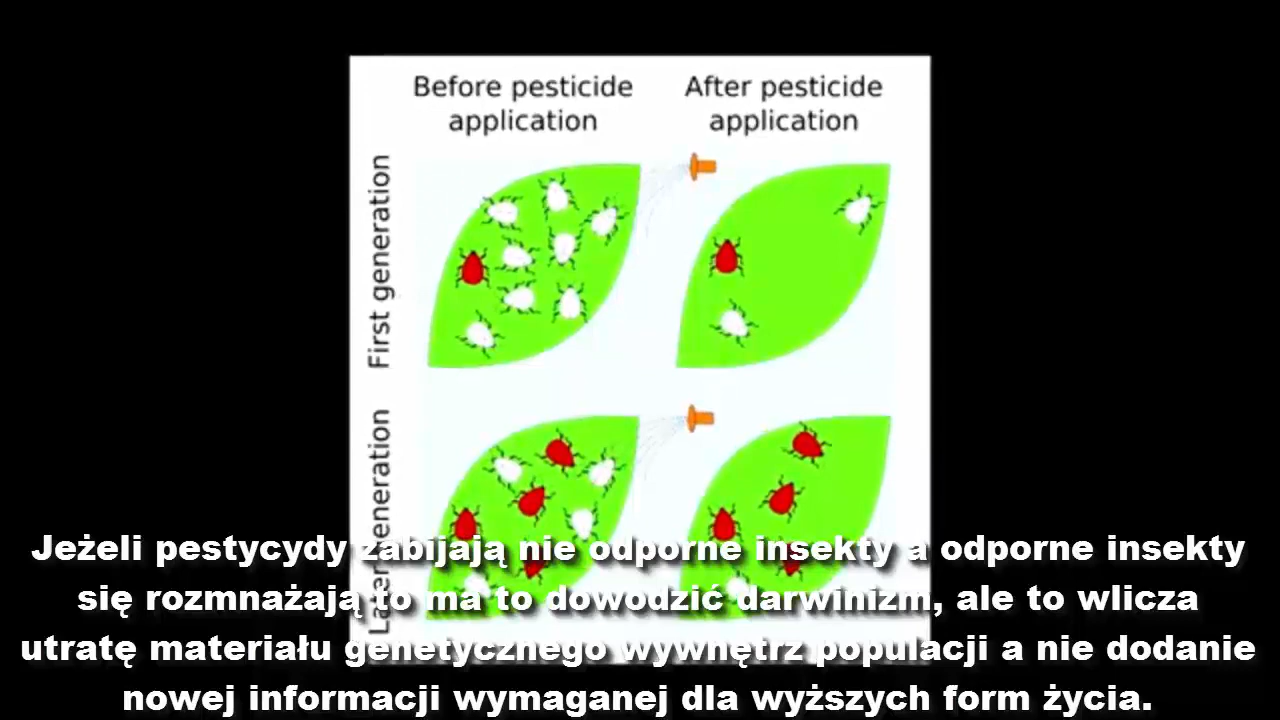 Before pesticide
application
After pesticide
application
First generation
Later generation
Jeżeli pestycydy zabijają nie odporne insekty a odporne insekty
się rozmnażają to ma to dowodzić darwinizm, ale to wlicza
utratę materiału genetycznego wywnętrz populacji a nie dodanie
nowej informacji wymaganej dla wyższych form życia.